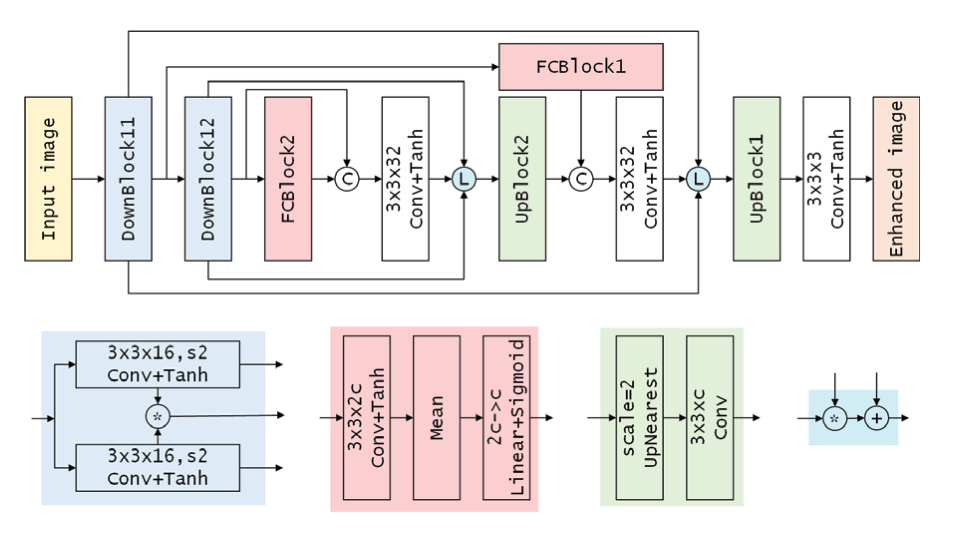 FCBlock1
Input image
DownBlock11
DownBlock12
FCBlock2
C
3x3x32
Conv+Tanh
L
UpBlock2
C
3x3x32
Conv+Tanh
L
UpBlock1
3x3x3
Conv+Tanh
Enhanced image
3x3x16,s2
Conv+Tanh
*
3x3x16,s2
Conv+Tanh
3x3x2c
Conv+Tanh
Mean
2c->c
Linear+Sigmoid
scale=2
UpNearest
3x3xc
Conv
*
+